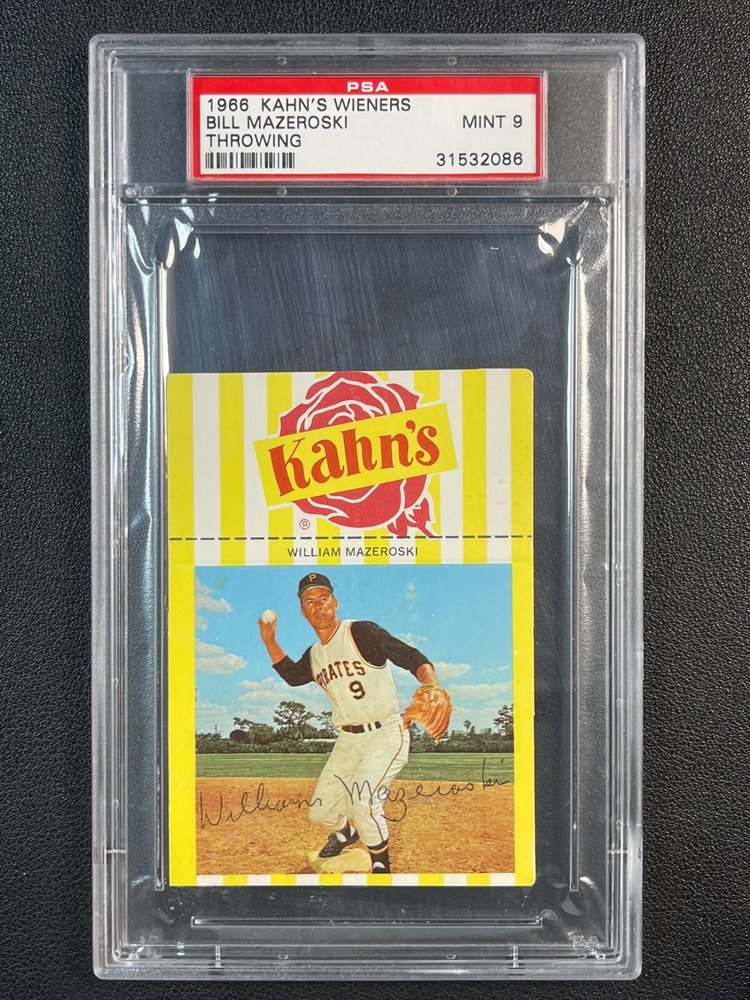 PSA
1966 KAHN'S WIENERS
BILL MAZEROSKI MINT 9
THROWING
31532086
Kahn's
®
WILLIAM MAZEROSKI
P
PIRATES
9
William Mazeroski